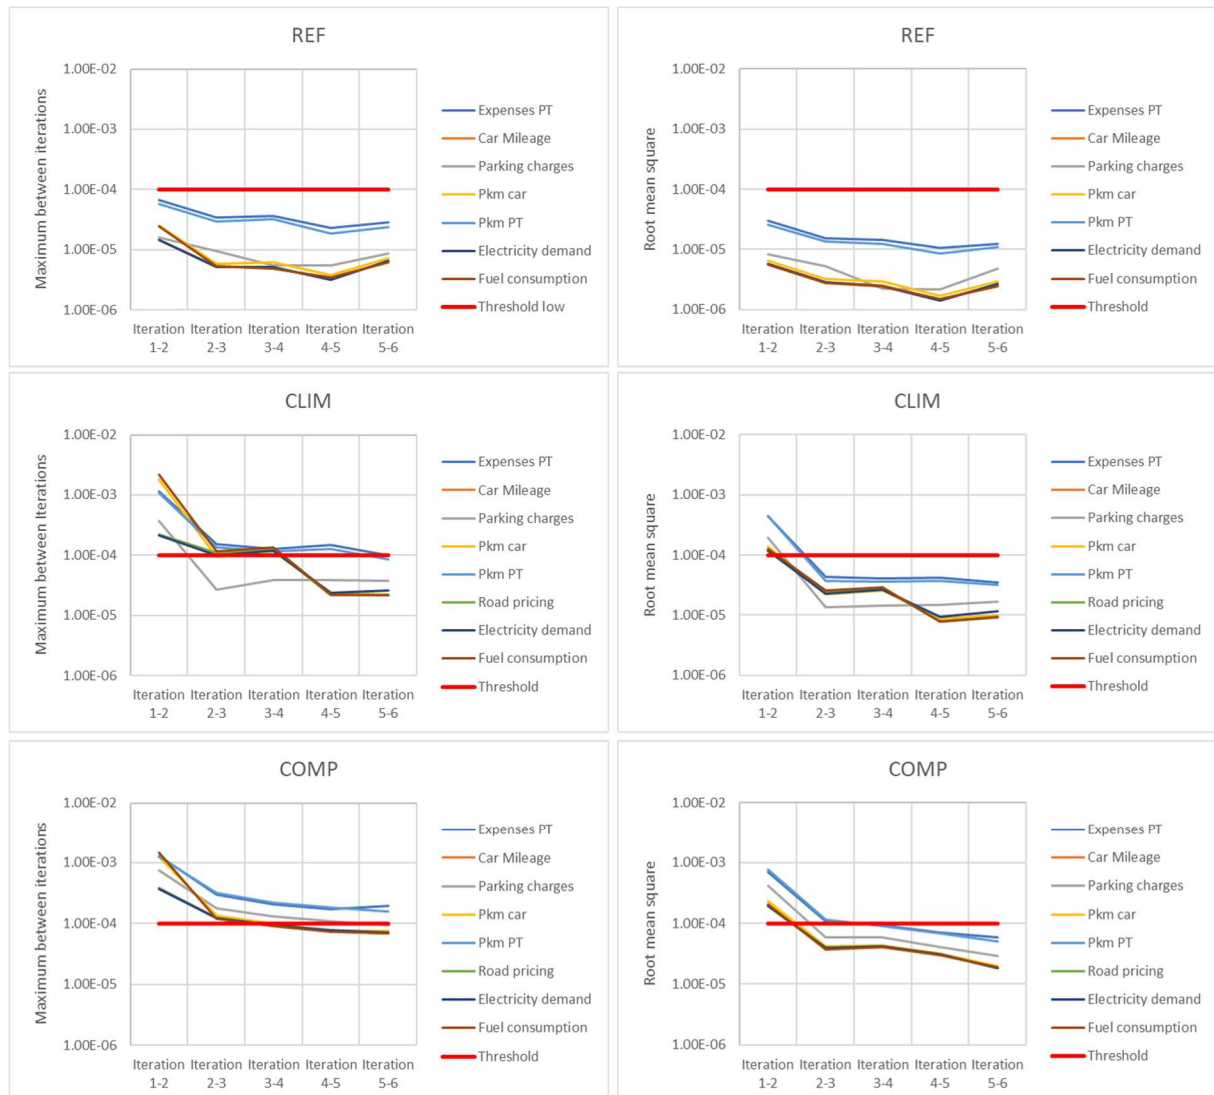 REF
Maximum between iterations
1.00E-02
1.00E-03
1.00E-04
1.00E-05
1.00E-06
Iteration 1-2
Iteration 2-3
Iteration 3-4
Iteration 4-5
Iteration 5-6
Expenses PT
Car Mileage
Parking charges
Pkm car
Pkm PT
Electricity demand
Fuel consumption
Threshold low
REF
Root mean square
1.00E-02
1.00E-03
1.00E-04
1.00E-05
1.00E-06
Iteration 1-2
Iteration 2-3
Iteration 3-4
Iteration 4-5
Iteration 5-6
Expenses PT
Car Mileage
Parking charges
Pkm car
Pkm PT
Electricity demand
Fuel consumption
Threshold
CLIM
Maximum between Iterations
1.00E-02
1.00E-03
1.00E-04
1.00E-05
1.00E-06
Iteration 1-2
Iteration 2-3
Iteration 3-4
Iteration 4-5
Iteration 5-6
Expenses PT
Car Mileage
Parking charges
Pkm car
Pkm PT
Road pricing
Electricity demand
Fuel consumption
Threshold
CLIM
Root mean square
1.00E-02
1.00E-03
1.00E-04
1.00E-05
1.00E-06
Iteration 1-2
Iteration 2-3
Iteration 3-4
Iteration 4-5
Iteration 5-6
Expenses PT
Car Mileage
Parking charges
Pkm car
Pkm PT
Road pricing
Electricity demand
Fuel consumption
Threshold
COMP
Maximum between iterations
1.00E-02
1.00E-03
1.00E-04
1.00E-05
1.00E-06
Iteration 1-2
Iteration 2-3
Iteration 3-4
Iteration 4-5
Iteration 5-6
Expenses PT
Car Mileage
Parking charges
Pkm car
Pkm PT
Road pricing
Electricity demand
Fuel consumption
Threshold
COMP
Root mean square
1.00E-02
1.00E-03
1.00E-04
1.00E-05
1.00E-06
Iteration 1-2
Iteration 2-3
Iteration 3-4
Iteration 4-5
Iteration 5-6
Expenses PT
Car Mileage
Parking charges
Pkm car
Pkm PT
Road pricing
Electricity demand
Fuel consumption
Threshold